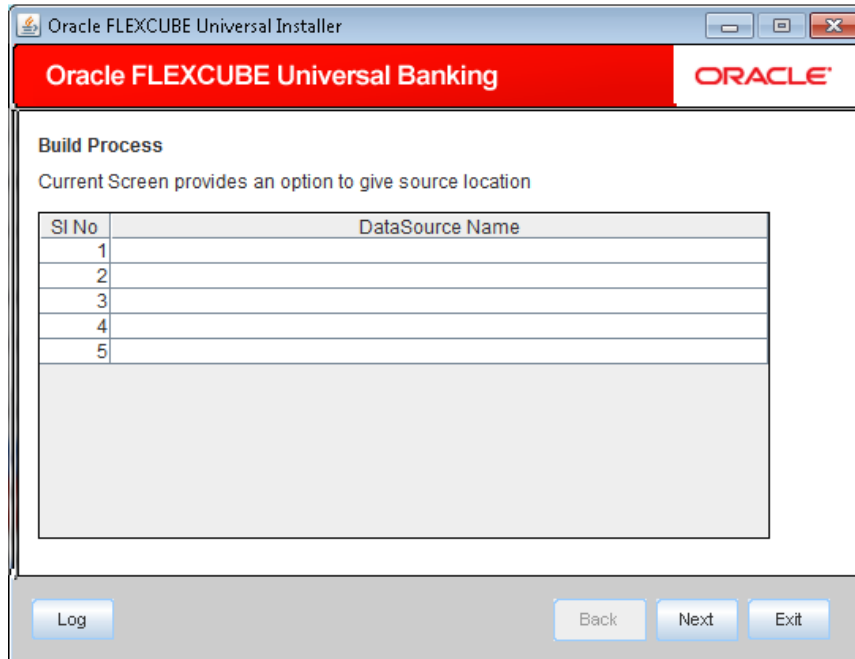 Oracle FLEXCUBE Universal Installer
Oracle FLEXCUBE Universal Banking
ORACLE
Build Process
Current Screen provides an option to give source location
SI No DataSource Name
1
2
3
4
5
Log Back Next Exit